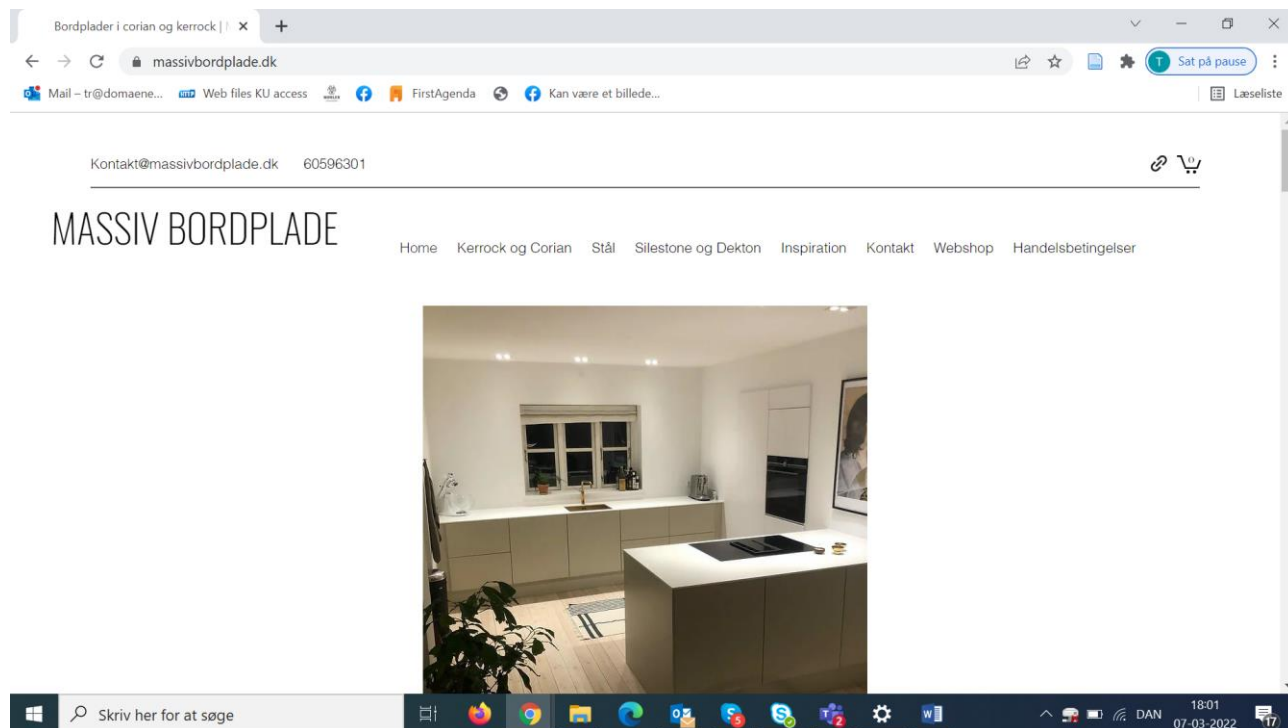 Bordplader i corian og kerrock |
massivbordplade.dk
T Sat på pause
Mail – tr@domaene... Web files KU access FirstAgenda Kan være et billede... Læseliste
Kontakt@massivbordplade.dk 60596301 0
MASSIV BORDPLADE
Home Kerrock og Corian Stål Silestone og Dekton Inspiration Kontakt Webshop Handelsbetingelser
Skriv her for at søge
DAN
18:01
07-03-2022